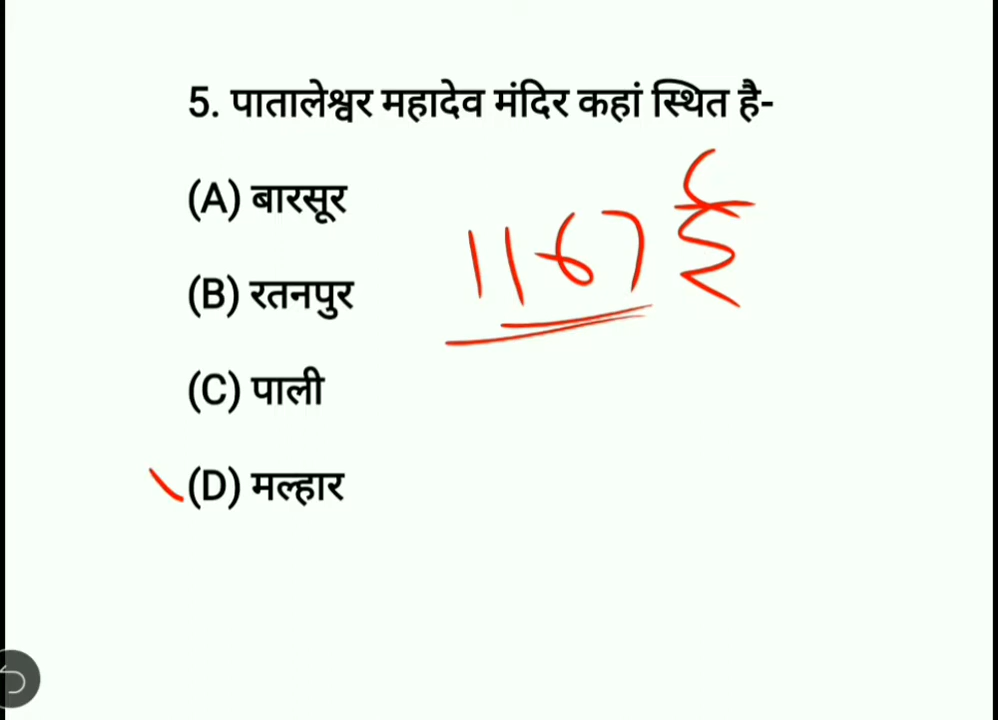 5. पातालेश्वर महादेव मंदिर कहां स्थित है-
(A) बारसूर
1167 ई
(B) रतनपुर
(C) पाली
(D) मल्हार